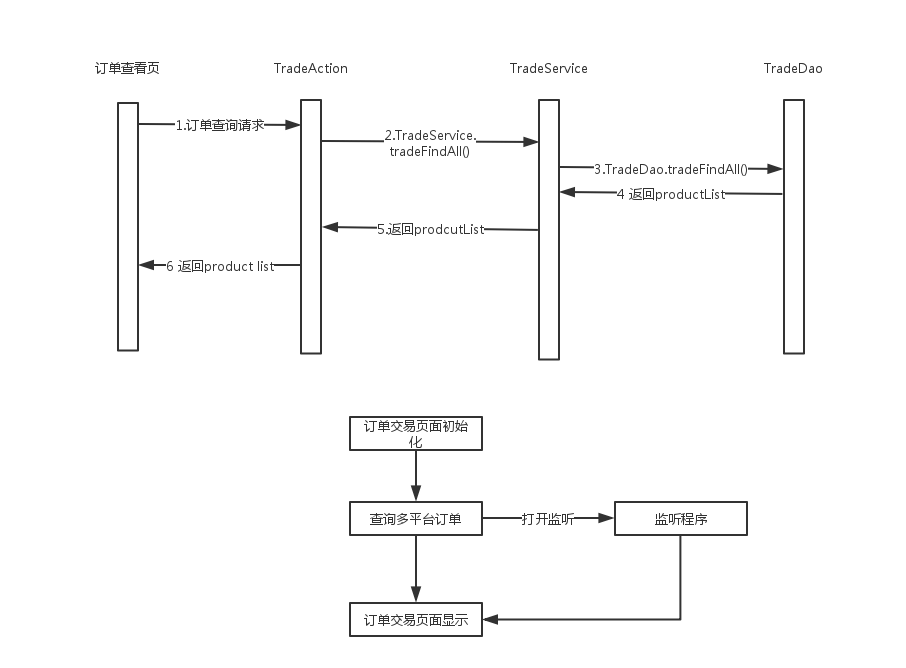 订单查看页
TradeAction
TradeService
TradeDao
1.订单查询请求
2.TradeService.
tradeFindAll()
3.TradeDao.tradeFindAll()
4 返回productList
5.返回prodcutList
6 返回product list
订单交易页面初始
化
查询多平台订单
打开监听
监听程序
订单交易页面显示